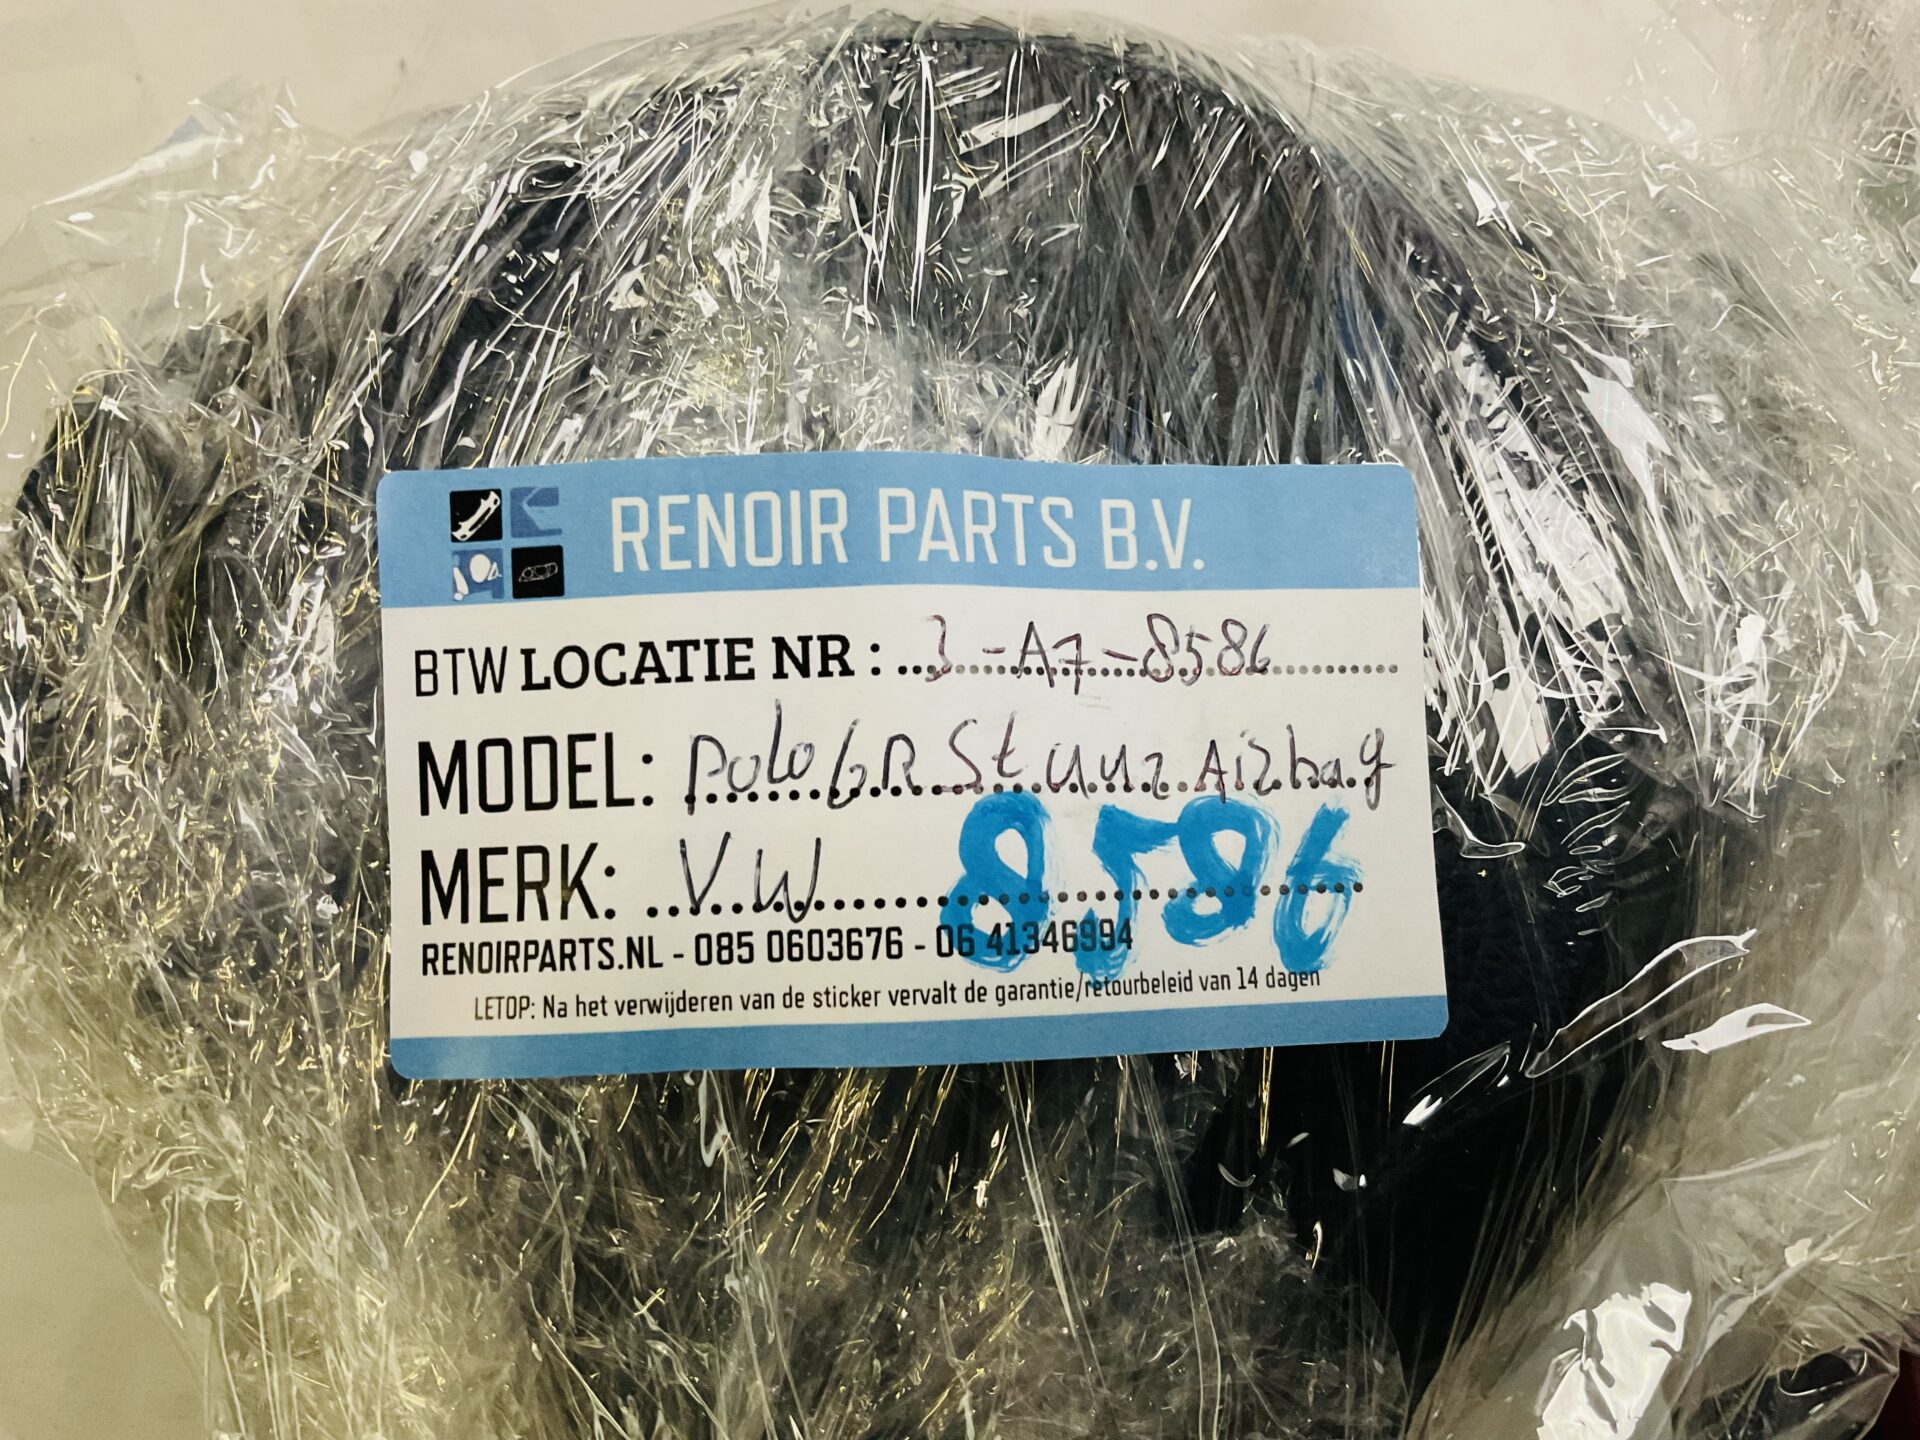 RENOIR PARTS B.V.
BTW LOCATIE NR : 3-A7-8586
MODEL: Polo 6R Stuur Airbag
MERK: VW 8586
RENOIRPARTS.NL - 085 0603676 - 06 41346994
LETOP: Na het verwijderen van de sticker vervalt de garantie/retourbeleid van 14 dagen